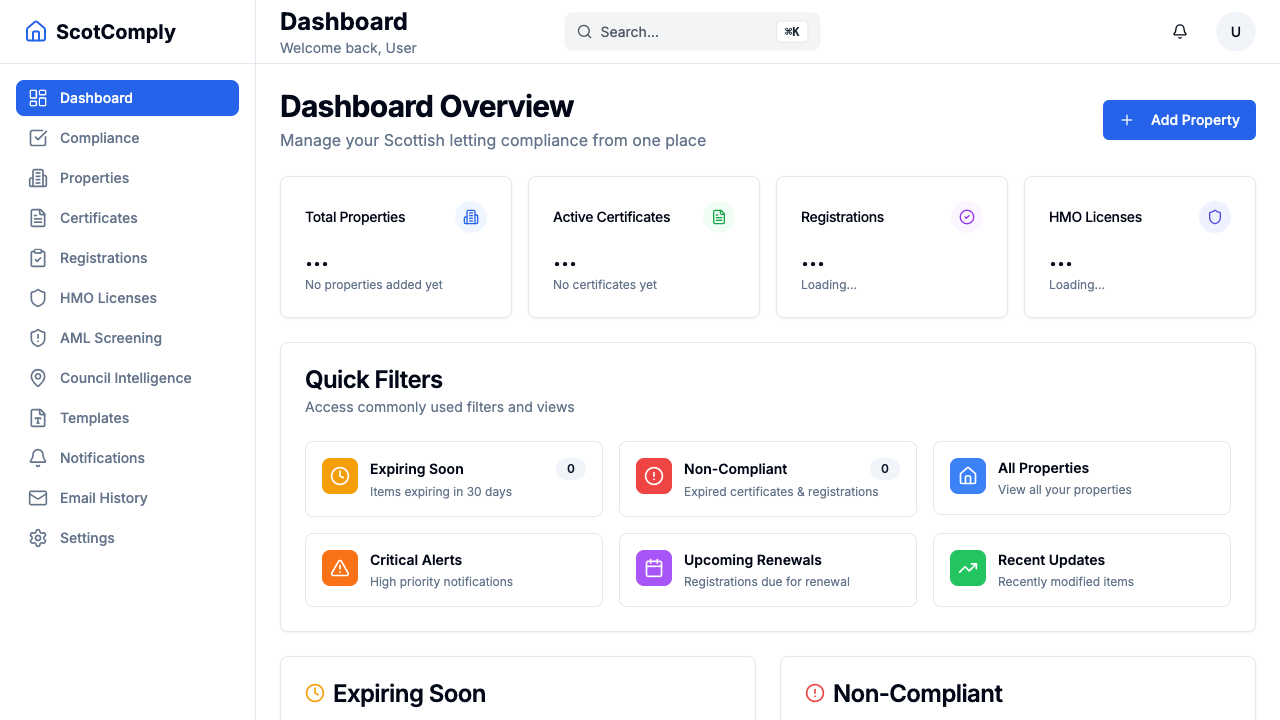 ScotComply
Dashboard
Welcome back, User
Search...
⌘K
U
Dashboard
Compliance
Properties
Certificates
Registrations
HMO Licenses
AML Screening
Council Intelligence
Templates
Notifications
Email History
Settings
Dashboard Overview
Manage your Scottish letting compliance from one place
Add Property
Total Properties
...
No properties added yet
Active Certificates
...
No certificates yet
Registrations
...
Loading...
HMO Licenses
...
Loading...
Quick Filters
Access commonly used filters and views
Expiring Soon
0
Items expiring in 30 days
Non-Compliant
0
Expired certificates & registrations
All Properties
View all your properties
Critical Alerts
High priority notifications
Upcoming Renewals
Registrations due for renewal
Recent Updates
Recently modified items
Expiring Soon
Non-Compliant